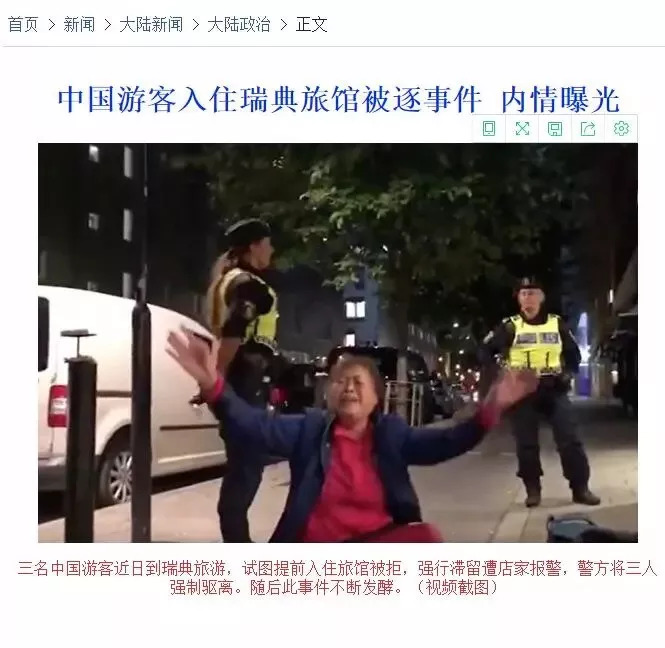 首页 > 新闻 > 大陆新闻 > 大陆政治 > 正文
中国游客入住瑞典旅馆被逐事件 内情曝光
三名中国游客近日到瑞典旅游，试图提前入住旅馆被拒，强行滞留遭店家报警，警方将三人
强制驱离。随后此事件不断发酵。（视频截图）